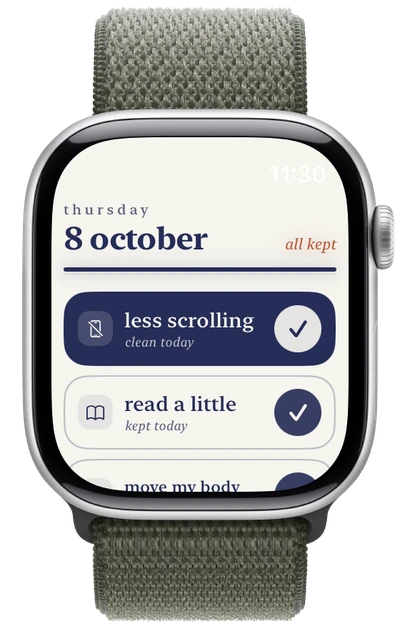 11:30
thursday
8 october
all kept
less scrolling
clean today
read a little
kept today
move my body